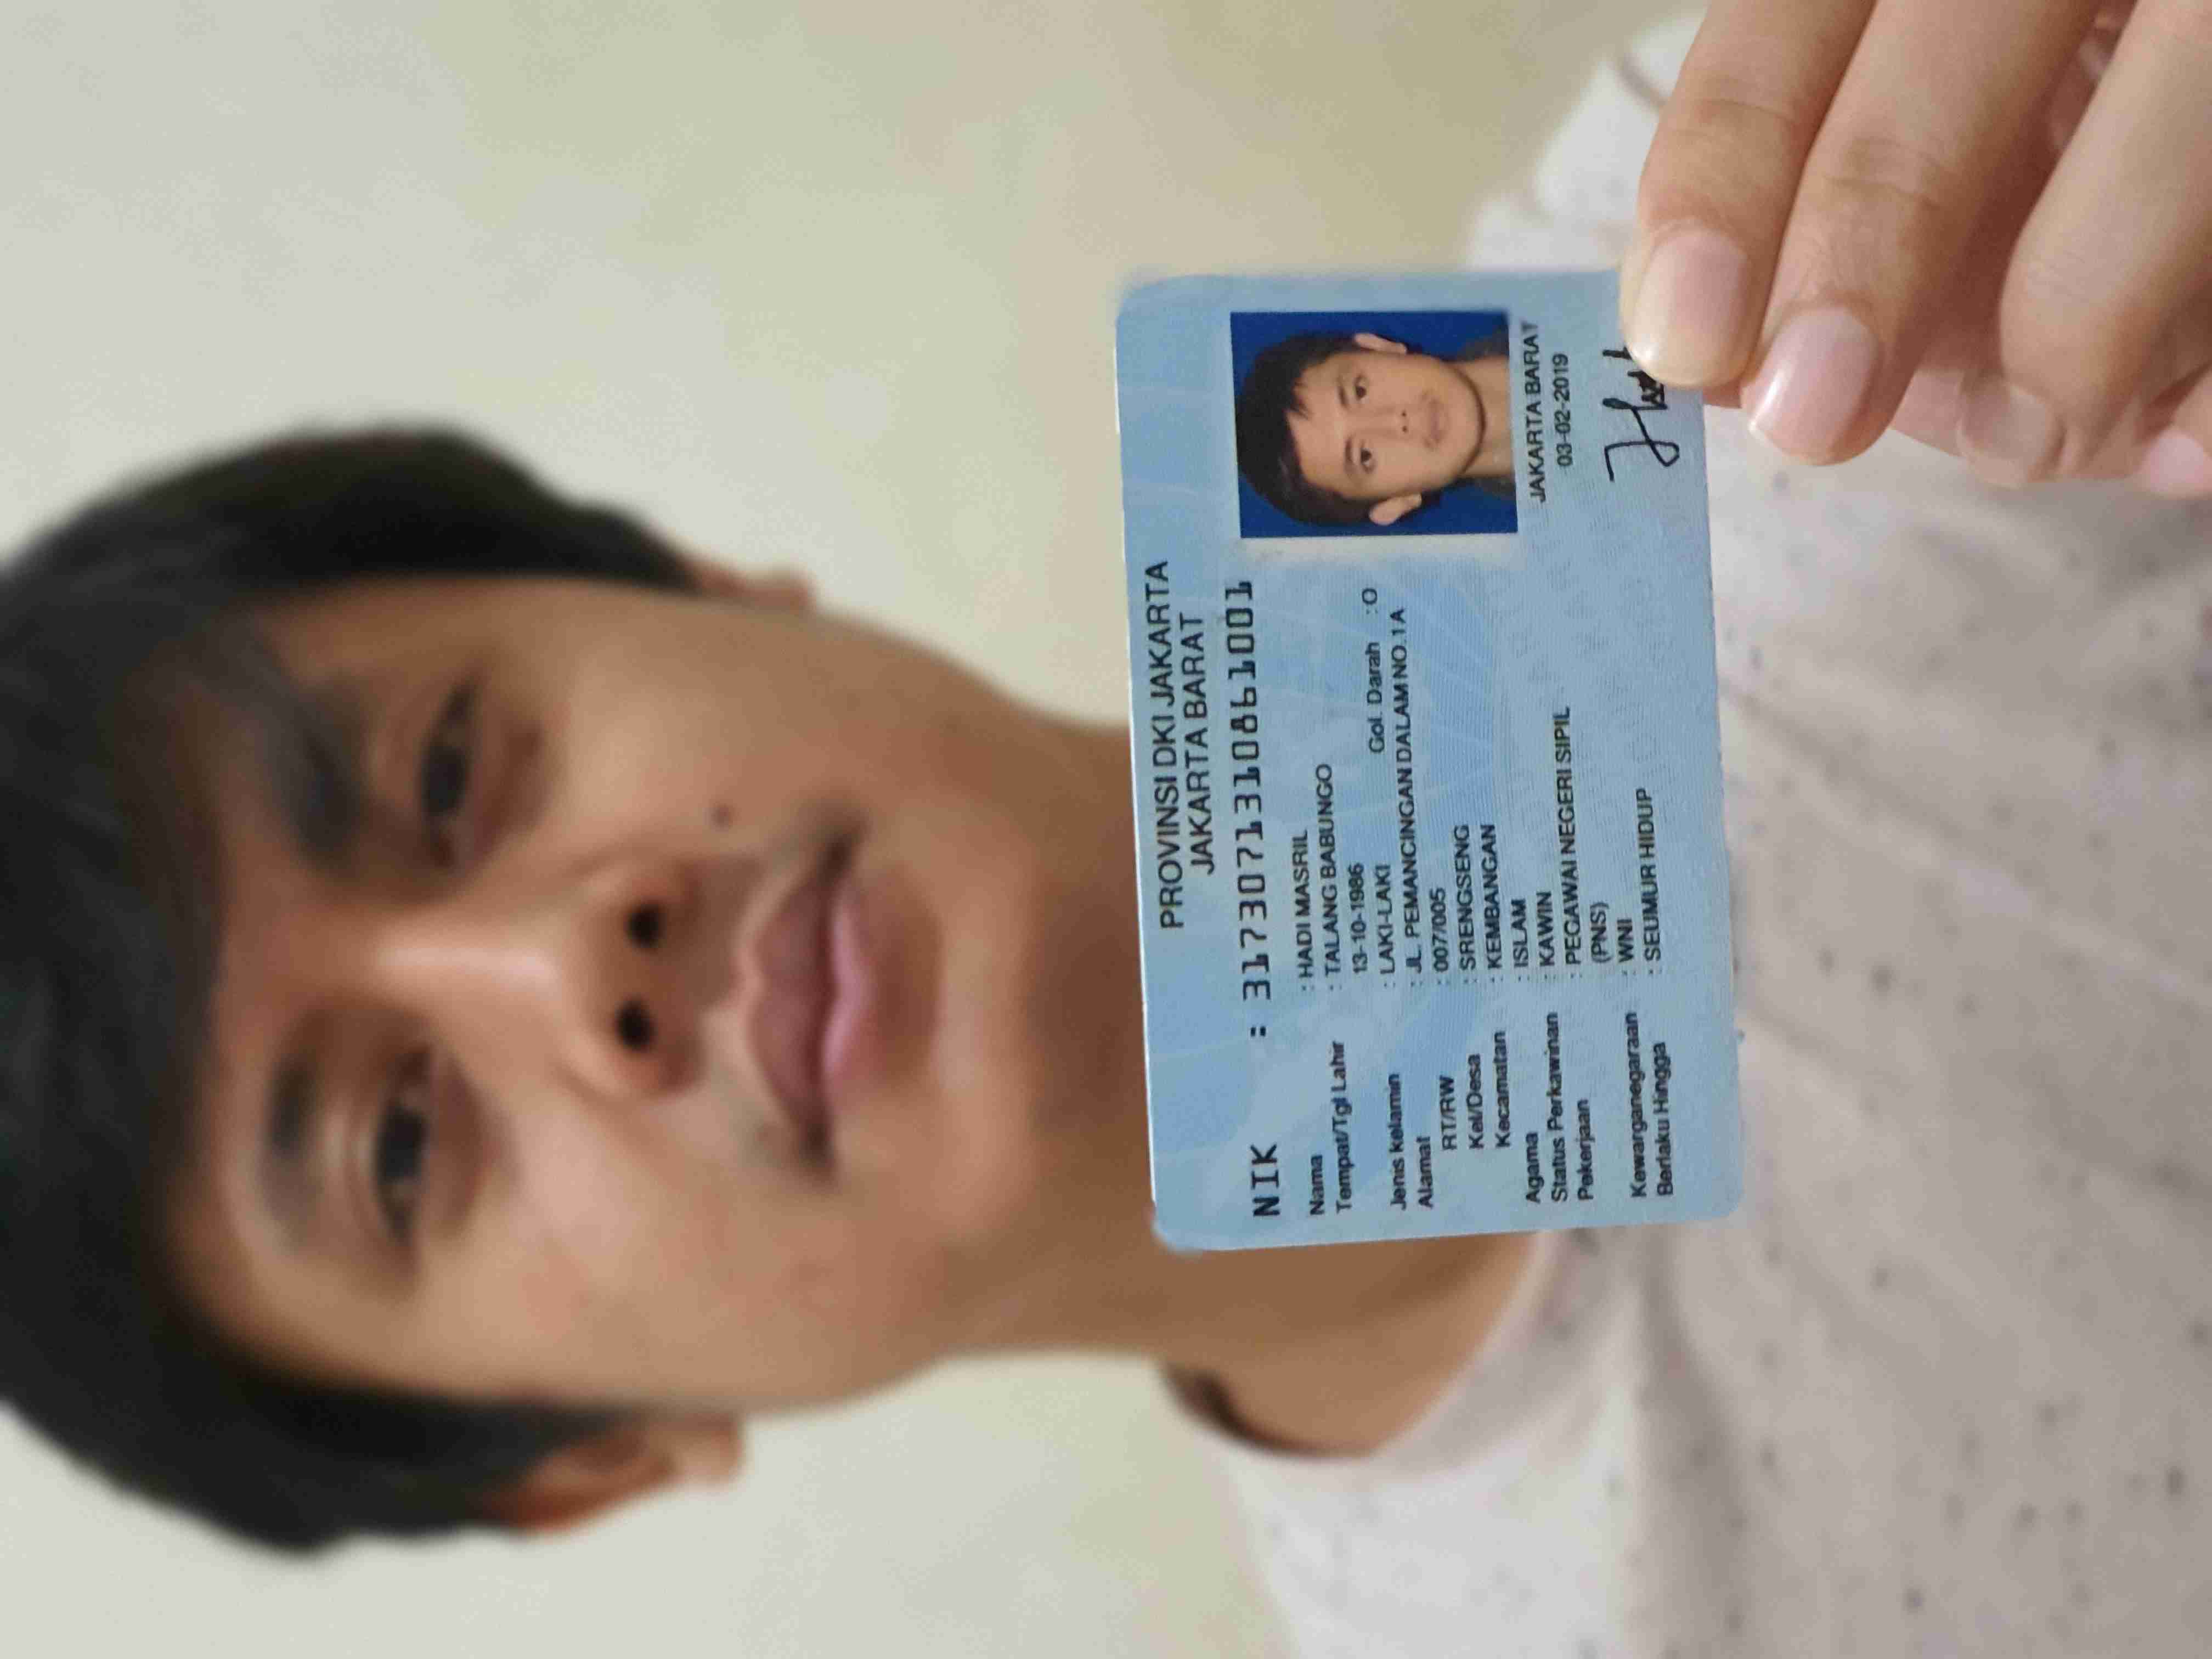 PROVINSI DKI JAKARTA
JAKARTA BARAT
NIK : 3173071310861001
Nama : HADI MASRIL
Tempat/Tgl Lahir : TALANG BABUNGO
13-10-1986
Jenis kelamin : LAKI-LAKI Gol. Darah : O
Alamat : JL. PEMANCINGAN DALAM NO.1A
RT/RW : 007/005
Kel/Desa : SRENGSENG
Kecamatan : KEMBANGAN
Agama : ISLAM
Status Perkawinan : KAWIN
Pekerjaan : PEGAWAI NEGERI SIPIL
(PNS)
Kewarganegaraan : WNI
Berlaku Hingga : SEUMUR HIDUP
JAKARTA BARAT
03-02-2019